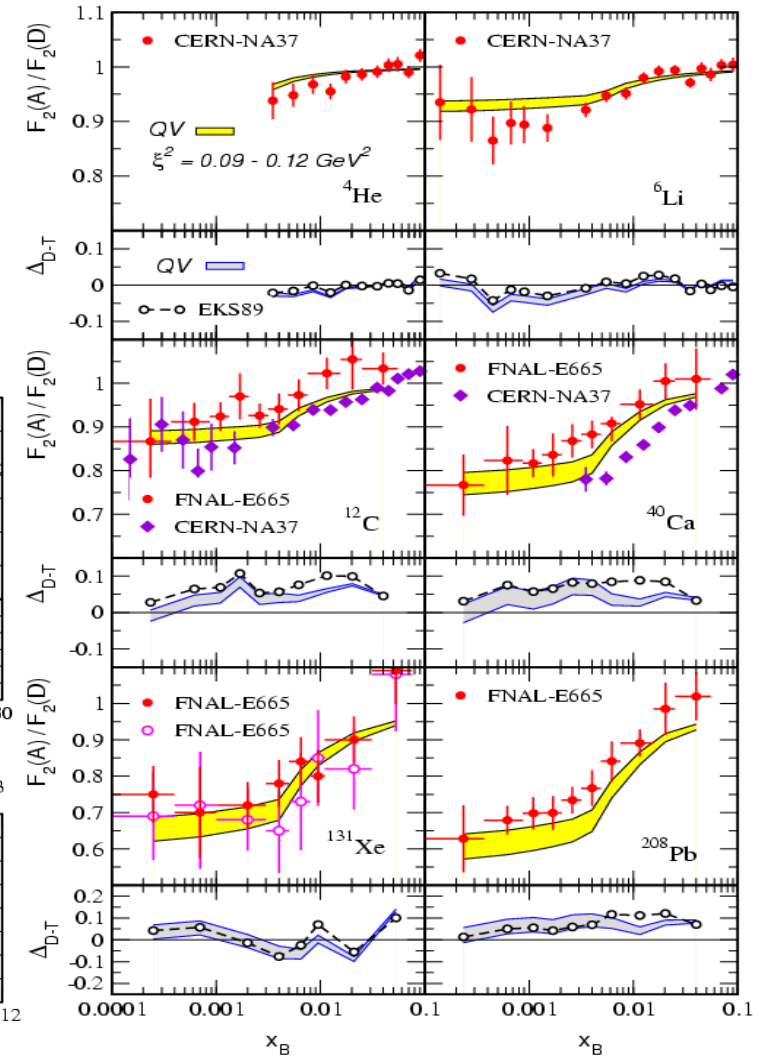 1.1
CERN-NA37
CERN-NA37
1
F2(A) / F2(D)
0.9
QV
ξ² = 0.09 - 0.12 GeV²
0.8
⁴He
⁶Li
0.1
QV
ΔD-T
0
EKS89
-0.1
1
FNAL-E665
CERN-NA37
F2(A) / F2(D)
0.9
0.8
FNAL-E665
CERN-NA37
0.7
¹²C
⁴⁰Ca
0.1
ΔD-T
0
-0.1
1
FNAL-E665
FNAL-E665
FNAL-E665
F2(A) / F2(D)
0.9
0.8
0.7
0.6
¹³¹Xe
²⁰⁸Pb
0.2
0.1
ΔD-T
0
-0.1
-0.2
0.0001 0.001 0.01 0.1 0.001 0.01 0.1
xB xB
12